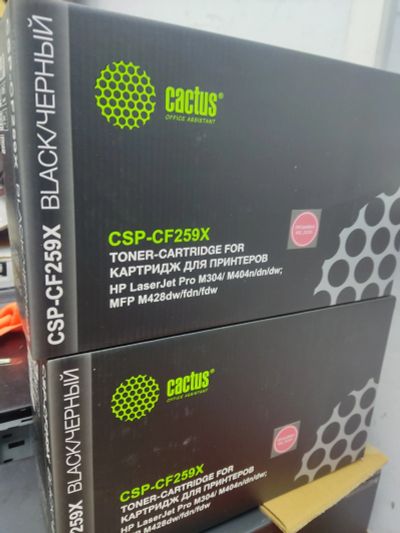 CSP-CF259X BLACK/ЧЕРНЫЙ
cactus®
OFFICE ASSISTANT
CSP-CF259X
TONER-CARTRIDGE FOR
КАРТРИДЖ ДЛЯ ПРИНТЕРОВ
HP LaserJet Pro M304/ M404n/dn/dw;
MFP M428dw/fdn/fdw
CSP-CF259X BLACK/ЧЕРНЫЙ
cactus®
OFFICE ASSISTANT
CSP-CF259X
TONER-CARTRIDGE FOR
КАРТРИДЖ ДЛЯ ПРИНТЕРОВ
HP LaserJet Pro M304/ M404n/dn/dw;
MFP M428dw/fdn/fdw